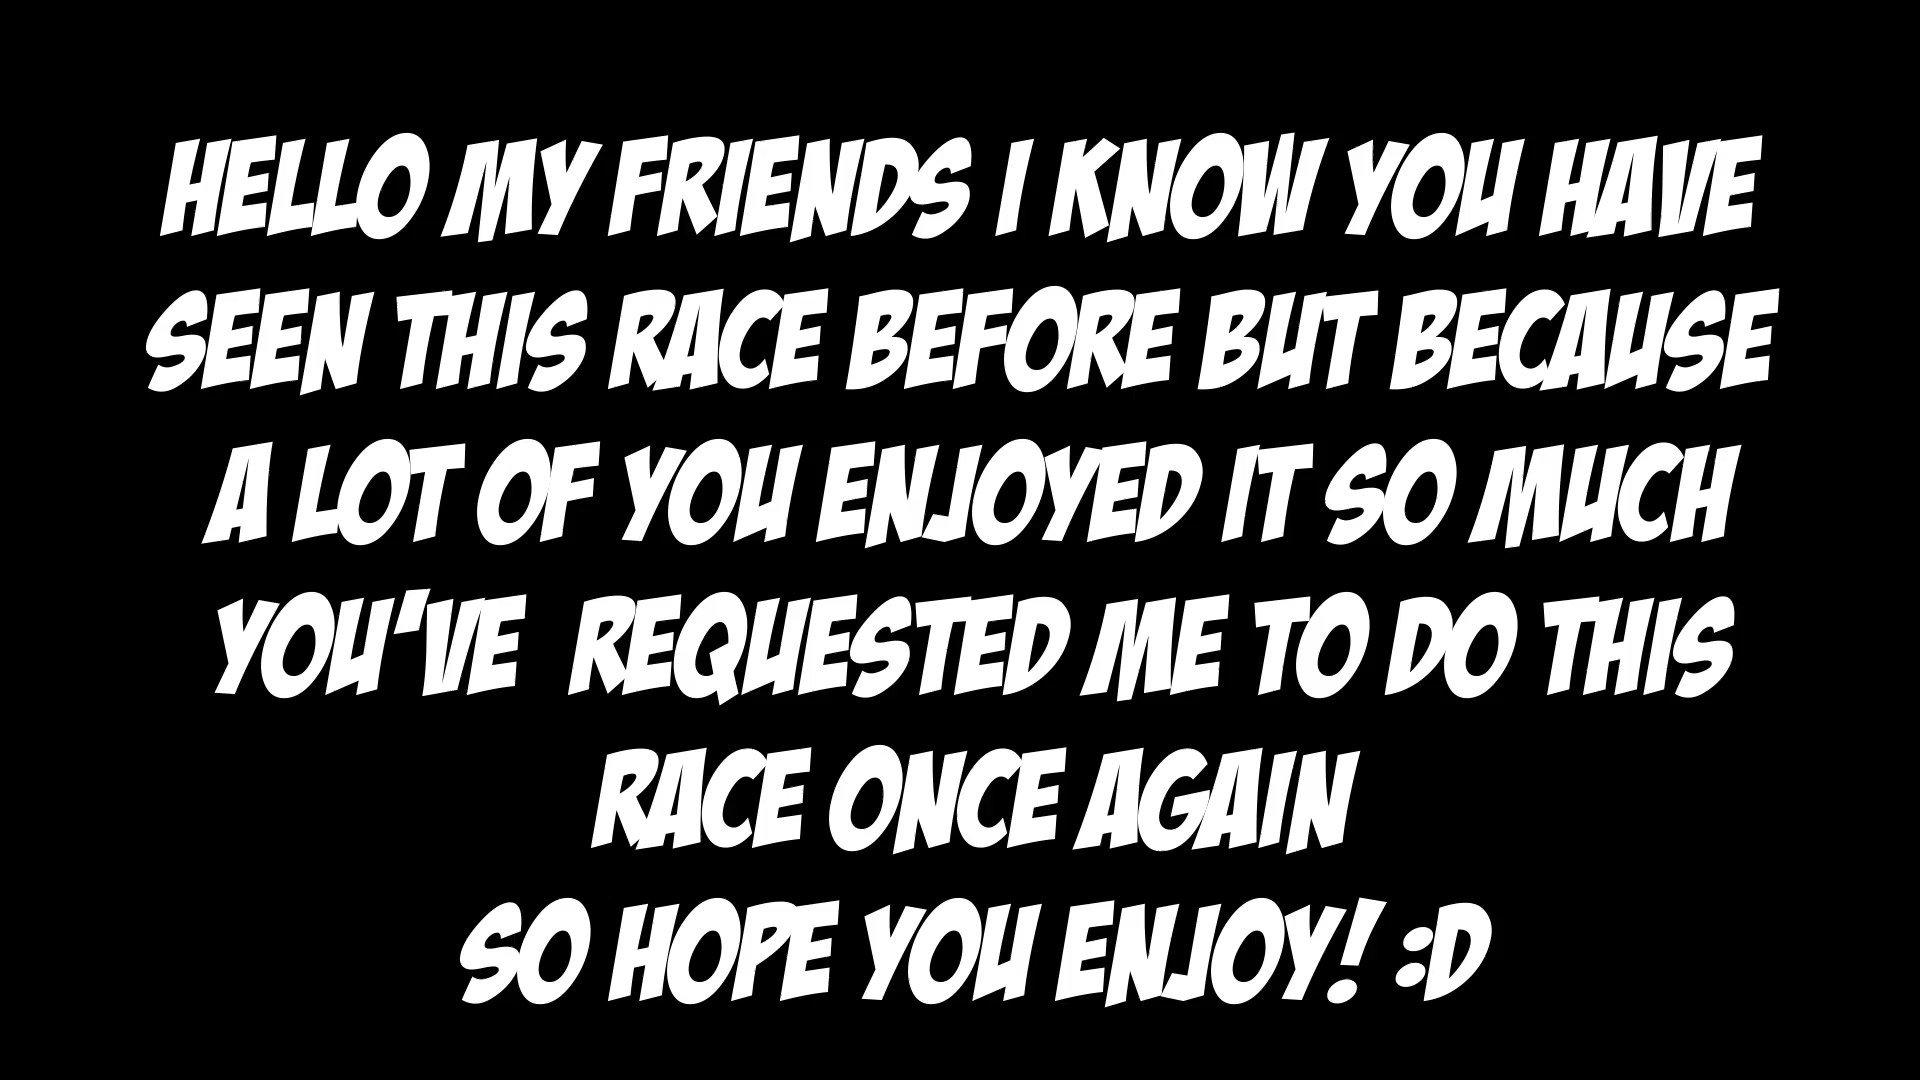 HELLO MY FRIENDS I KNOW YOU HAVE
SEEN THIS RACE BEFORE BUT BECAUSE
A LOT OF YOU ENJOYED IT SO MUCH
YOU'VE  REQUESTED ME TO DO THIS
RACE ONCE AGAIN
SO HOPE YOU ENJOY! :D